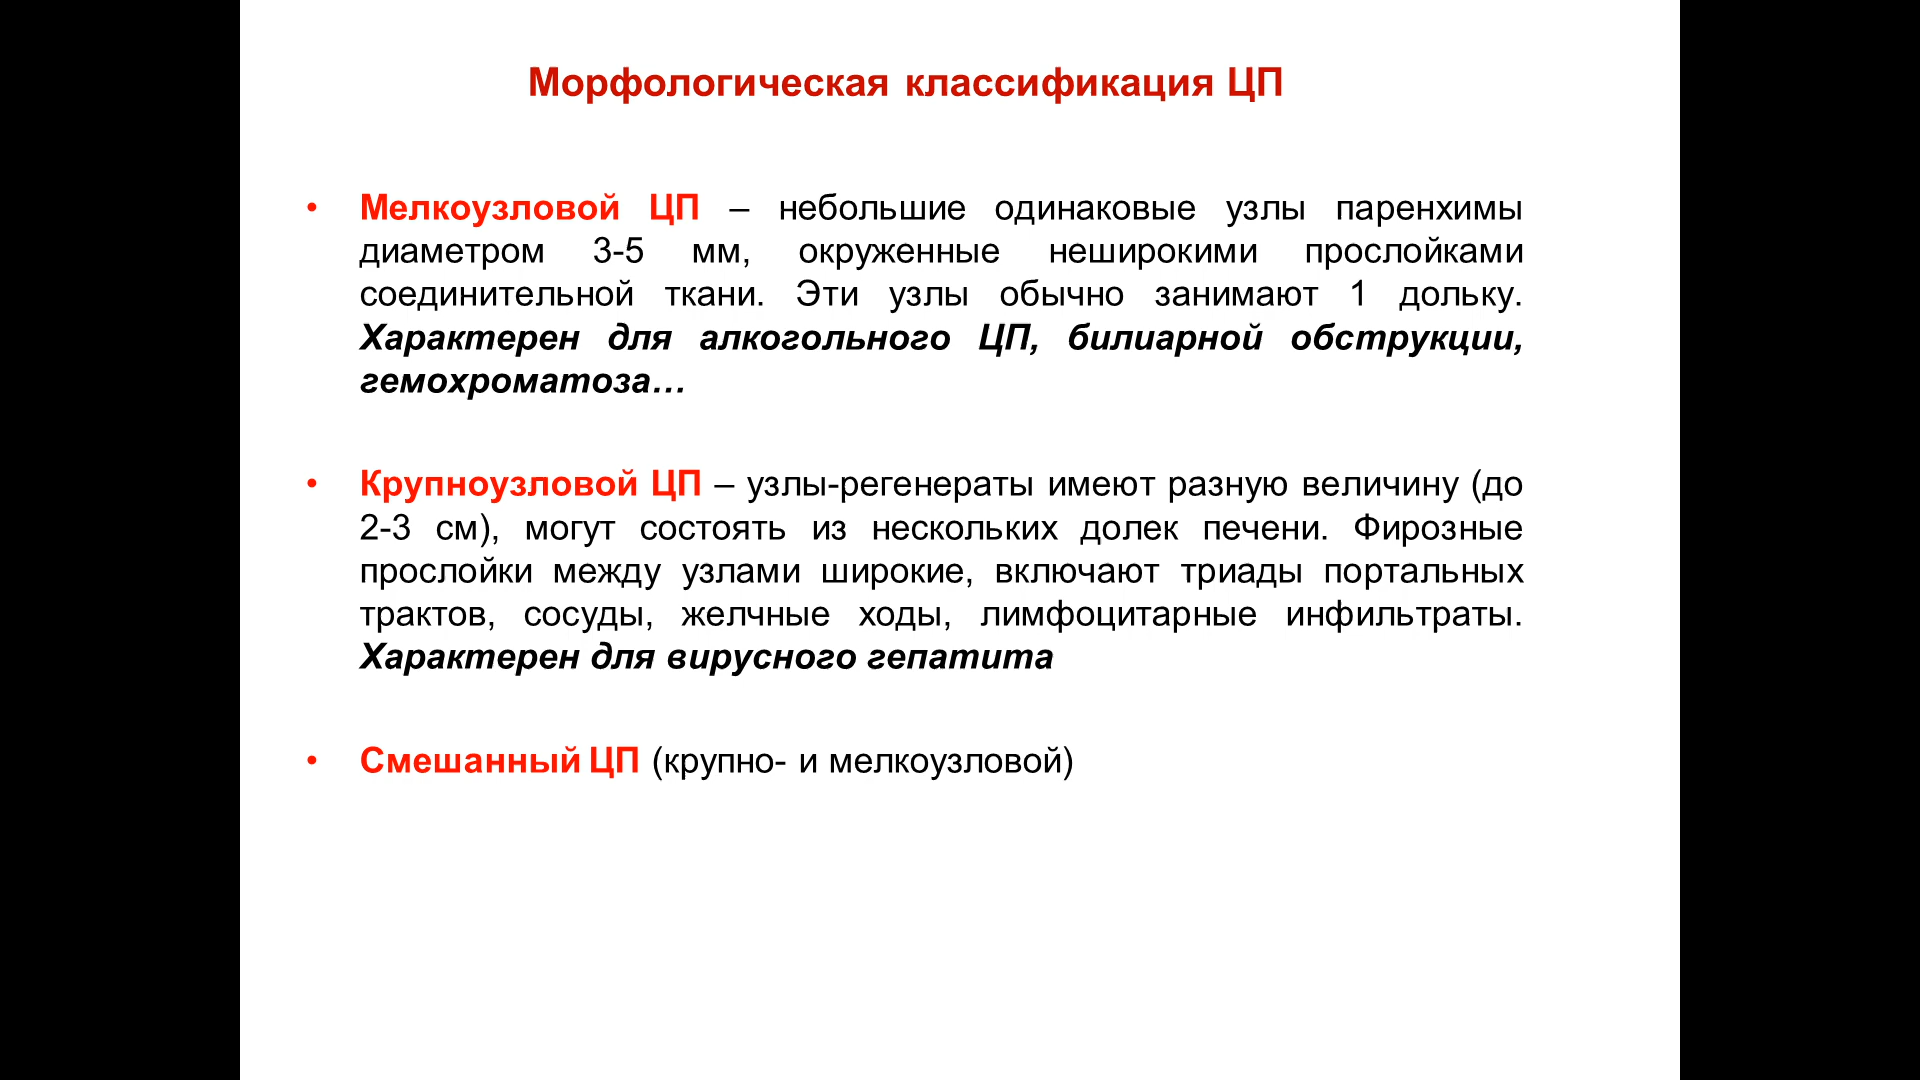 Морфологическая классификация ЦП
• Мелкоузловой ЦП – небольшие одинаковые узлы паренхимы
диаметром 3-5 мм, окруженные неширокими прослойками
соединительной ткани. Эти узлы обычно занимают 1 дольку.
Характерен для алкогольного ЦП, билиарной обструкции,
гемохроматоза…
• Крупноузловой ЦП – узлы-регенераты имеют разную величину (до
2-3 см), могут состоять из нескольких долек печени. Фирозные
прослойки между узлами широкие, включают триады портальных
трактов, сосуды, желчные ходы, лимфоцитарные инфильтраты.
Характерен для вирусного гепатита
• Смешанный ЦП (крупно- и мелкоузловой)